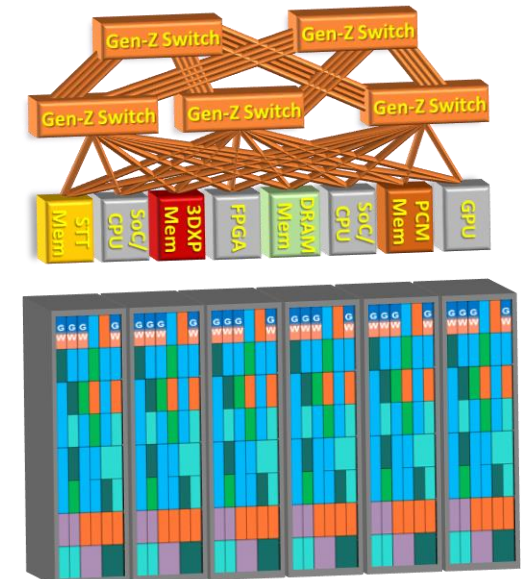 Gen-Z Switch
Gen-Z Switch
Gen-Z Switch
Gen-Z Switch
Gen-Z Switch
STT
Mem
SoC/
CPU
3DXP
Mem
FPGA
DRAM
Mem
SoC/
CPU
PCM
Mem
GPU
G G G G
W W W W
G G G G
W W W W
G G G G
W W W W
G G G G
W W W W
G G G G
W W W W
G G G G
W W W W